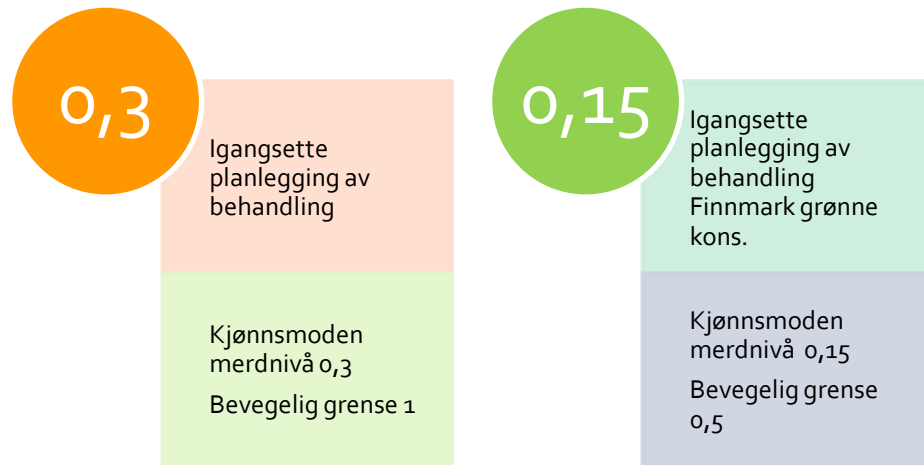 0,3
Igangsette
planlegging av
behandling
Kjønnsmoden
merdnivå 0,3
Bevegelig grense 1
0,15
Igangsette
planlegging av
behandling
Finnmark grønne
kons.
Kjønnsmoden
merdnivå 0,15
Bevegelig grense
0,5